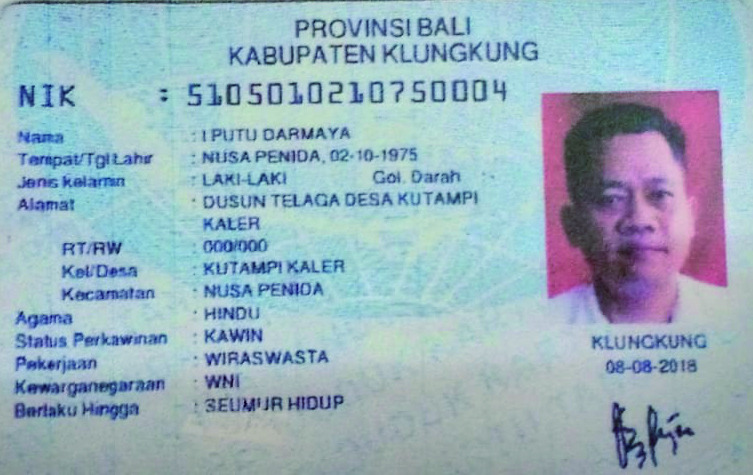 PROVINSI BALI
KABUPATEN KLUNGKUNG
NIK : 5105010210750004
Nama : I PUTU DARMAYA
Tempat/Tgl Lahir : NUSA PENIDA, 02-10-1975
Jenis kelamin : LAKI-LAKI Gol. Darah : -
Alamat : DUSUN TELAGA DESA KUTAMPI
KALER
RT/RW : 000/000
Kel/Desa : KUTAMPI KALER
Kecamatan : NUSA PENIDA
Agama : HINDU
Status Perkawinan : KAWIN
Pekerjaan : WIRASWASTA
Kewarganegaraan : WNI
Berlaku Hingga : SEUMUR HIDUP
KLUNGKUNG
08-08-2018